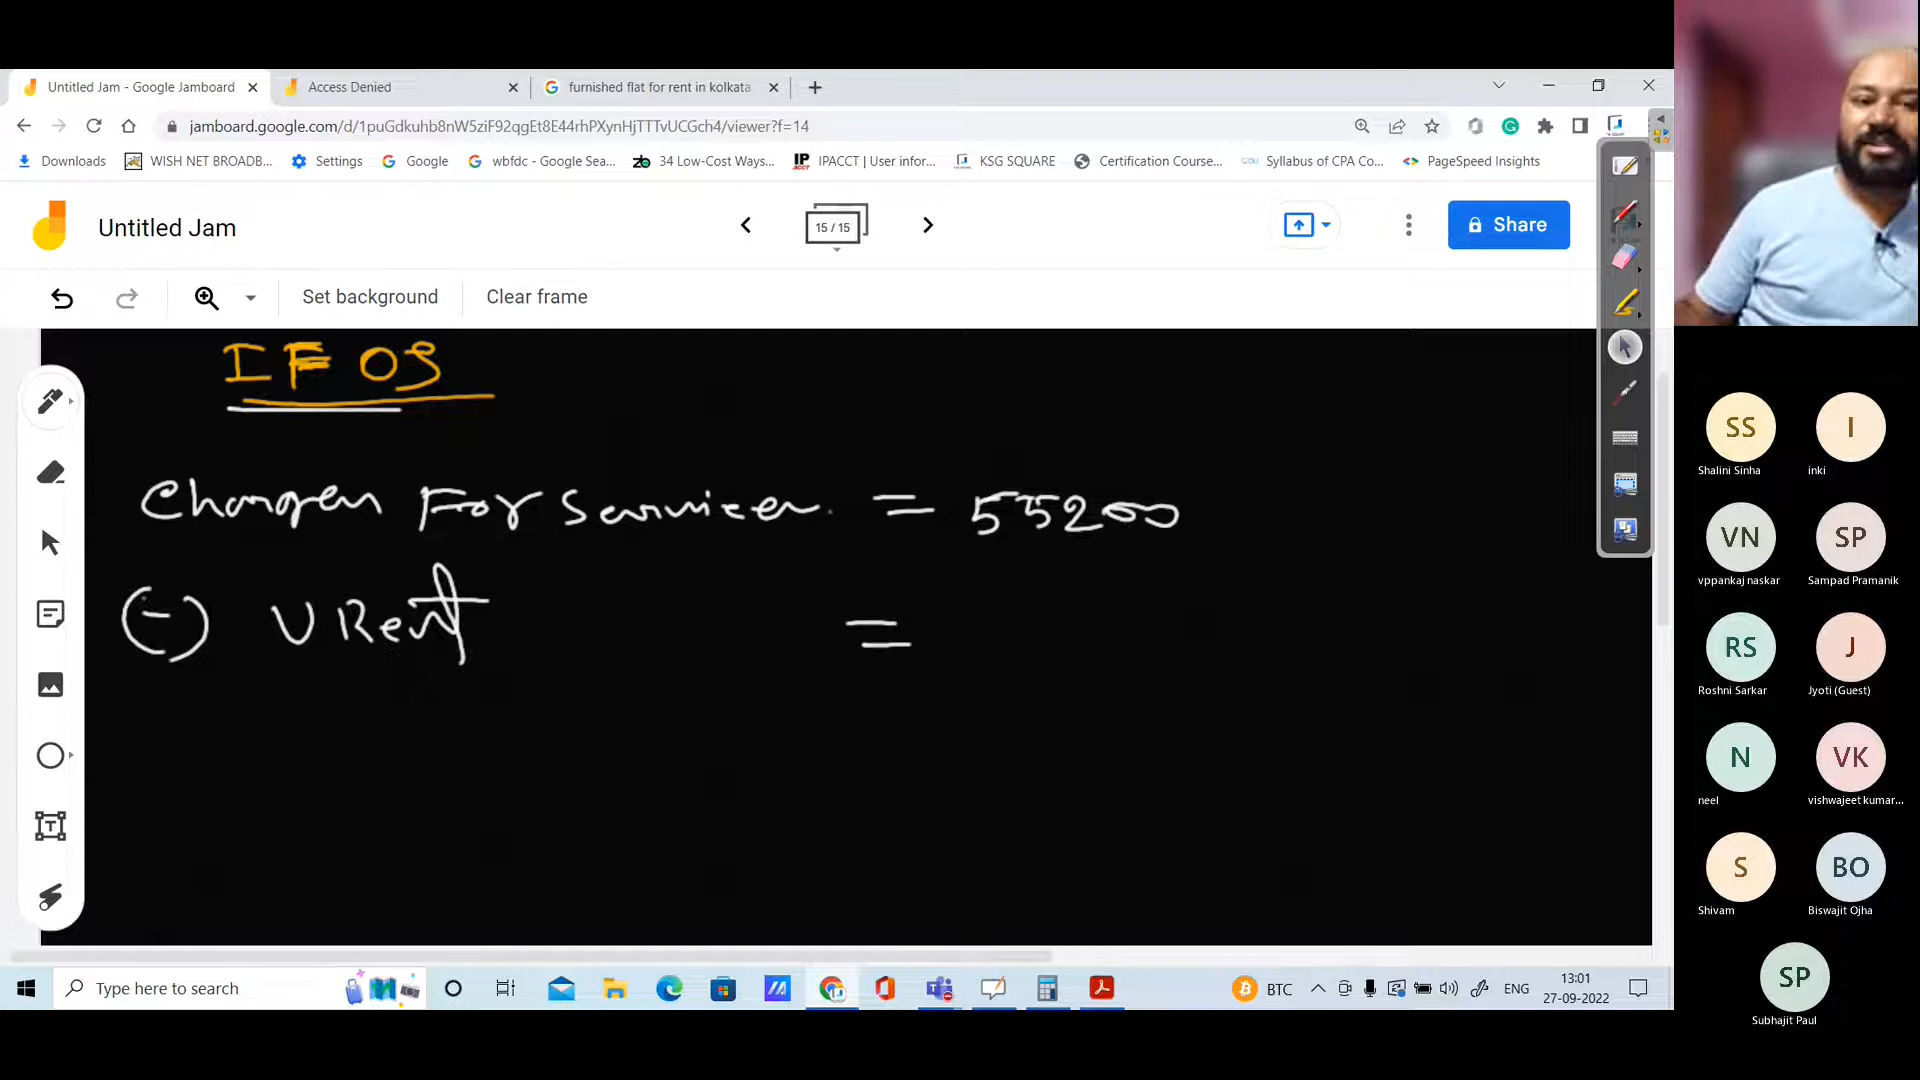 Untitled Jam - Google Jamboard
Access Denied
furnished flat for rent in kolkata
jamboard.google.com/d/1puGdkuhb8nW5ziF92qgEt8E44rhPXynHjTTTvUCGch4/viewer?f=14
Downloads
WISH NET BROADB...
Settings
Google
wbfdc - Google Sea...
34 Low-Cost Ways...
IPACCT | User infor...
KSG SQUARE
Certification Course...
Syllabus of CPA Co...
PageSpeed Insights
Untitled Jam
15 / 15
Share
Set background
Clear frame
IFOS
Charges For Services = 55200
(-) V Rent =
SS
I
Shalini Sinha
inki
VN
SP
vppankaj naskar
Sampad Pramanik
RS
J
Roshni Sarkar
Jyoti (Guest)
N
VK
neel
vishwajeet kumar...
S
BO
Shivam
Biswajit Ojha
SP
Subhajit Paul
Type here to search
BTC
ENG
13:01
27-09-2022